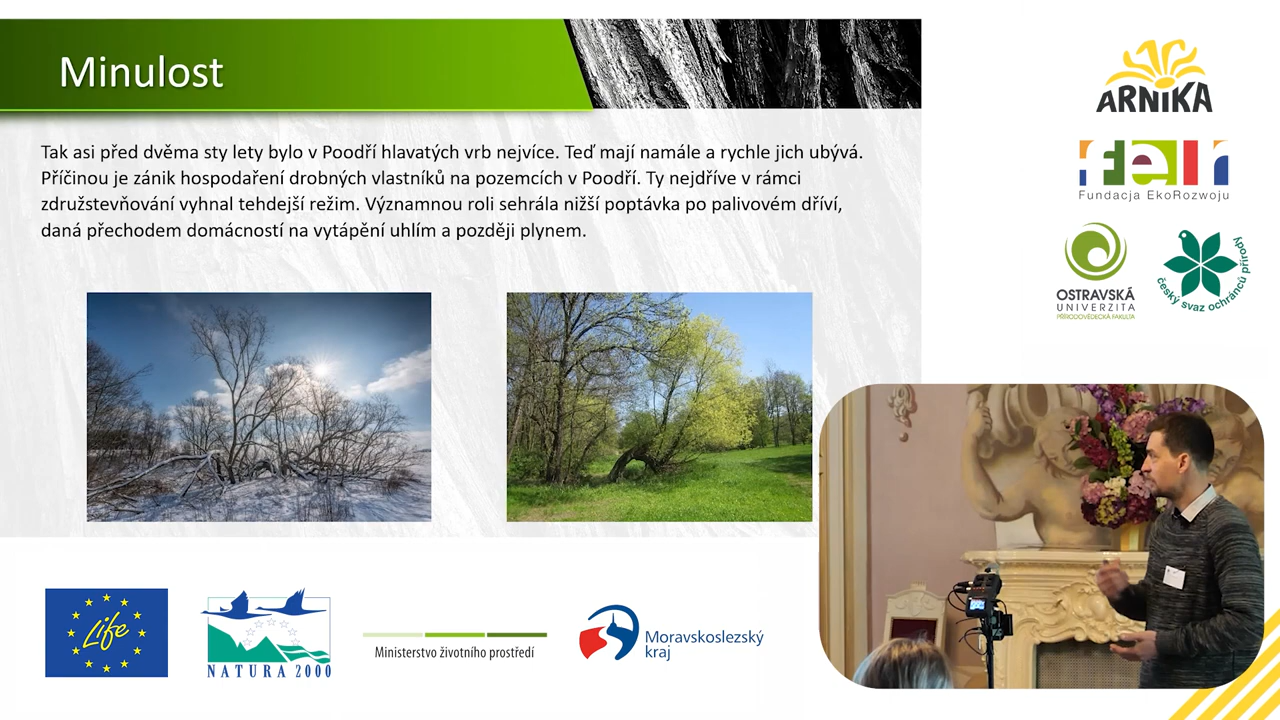 Minulost
Tak asi před dvěma sty lety bylo v Poodří hlavatých vrb nejvíce. Teď mají namále a rychle jich ubývá.
Příčinou je zánik hospodaření drobných vlastníků na pozemcích v Poodří. Ty nejdříve v rámci
združstevňování vyhnal tehdejší režim. Významnou roli sehrála nižší poptávka po palivovém dříví,
daná přechodem domácností na vytápění uhlím a později plynem.
ARNIKA
feer
Fundacja EkoRozwoju
OSTRAVSKÁ
UNIVERZITA
PŘÍRODOVĚDECKÁ FAKULTA
český svaz ochránců přírody
Life
NATURA 2000
Ministerstvo životního prostředí
Moravskoslezský
kraj